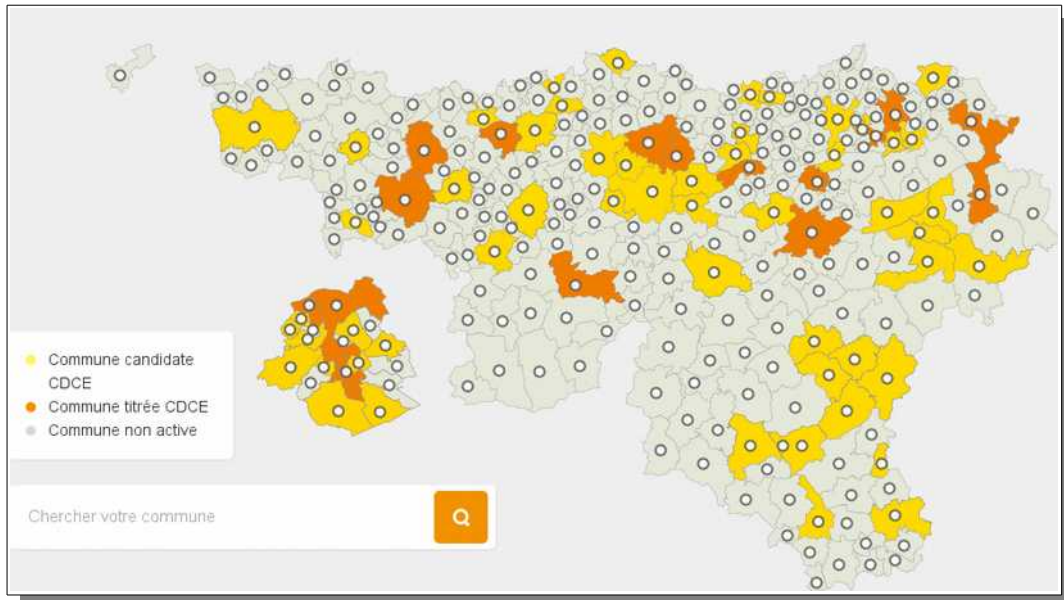 Commune candidate
CDCE
Commune titrée CDCE
Commune non active
Chercher votre commune